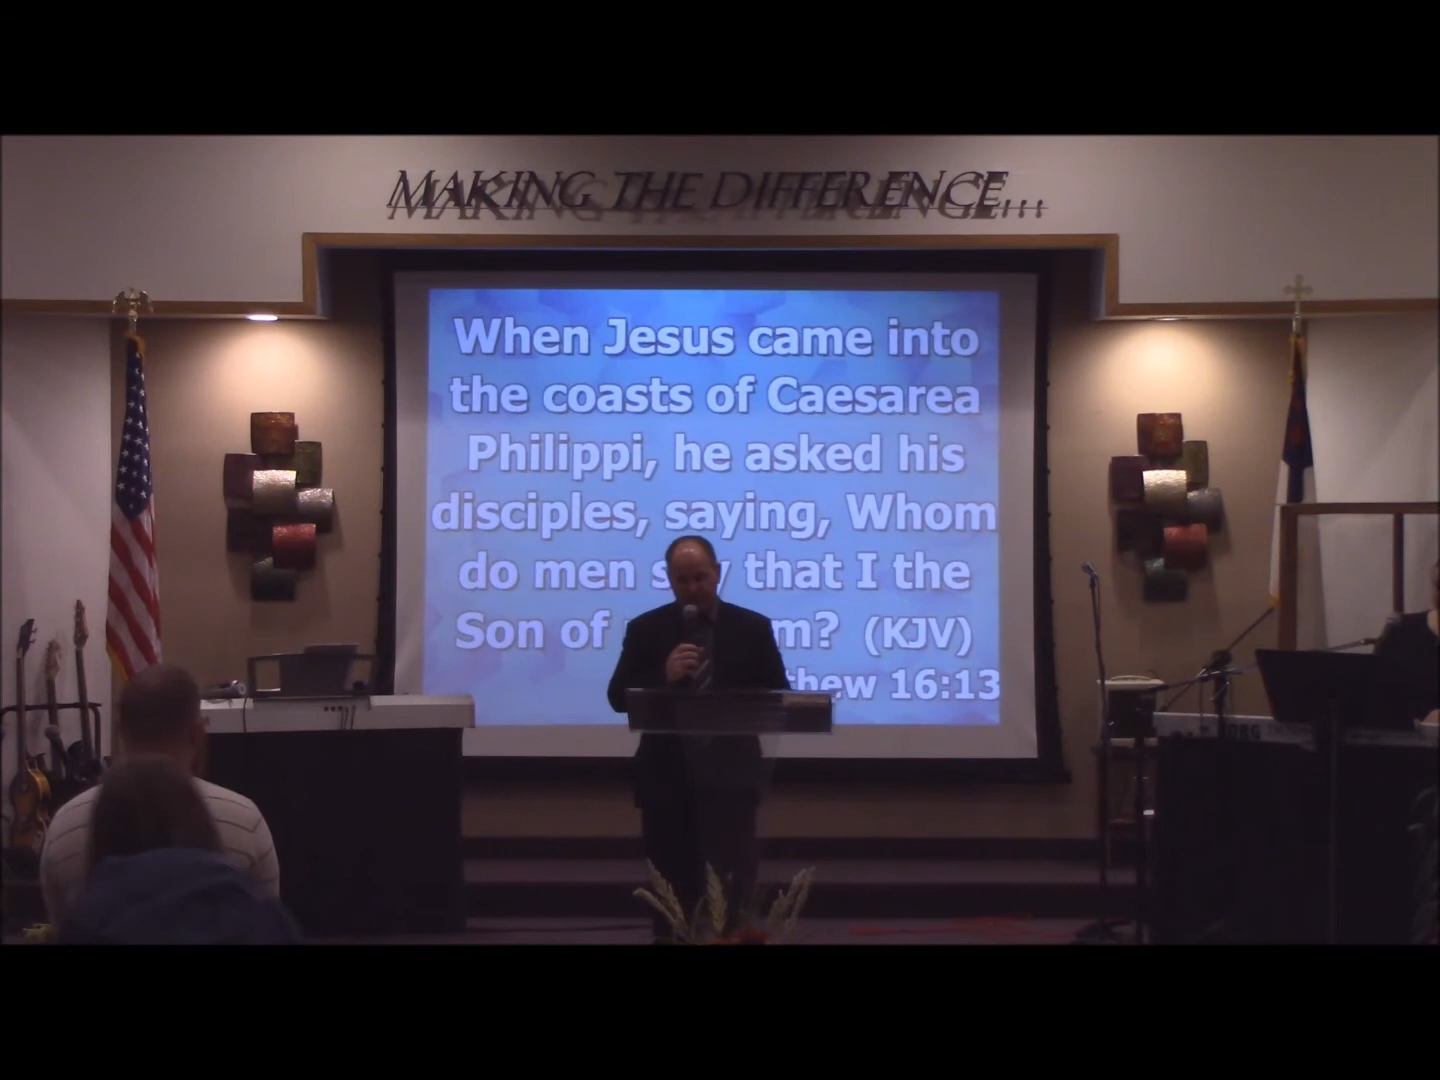 MAKING THE DIFFERENCE...
When Jesus came into
the coasts of Caesarea
Philippi, he asked his
disciples, saying, Whom
do men that I the
Son of (KJV)
16:13
KORG